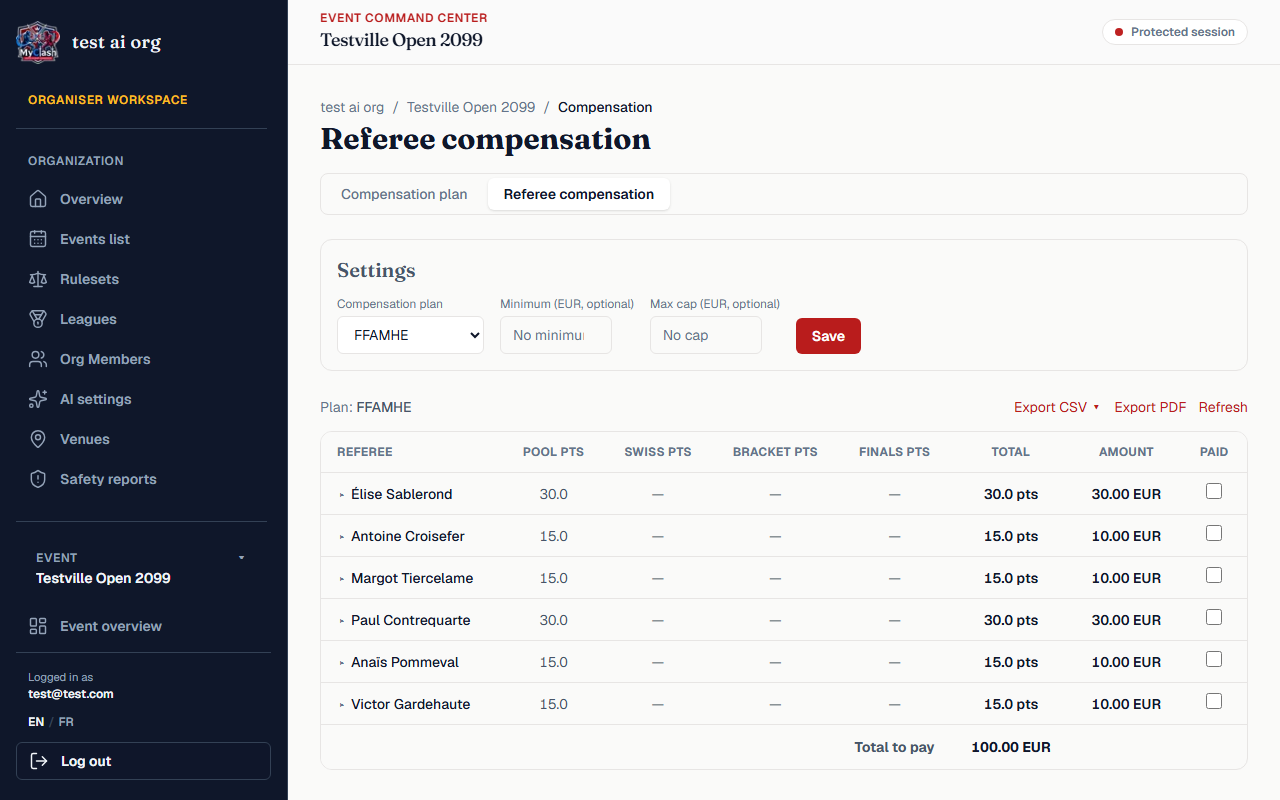 MyClash
test ai org
ORGANISER WORKSPACE
ORGANIZATION
Overview
Events list
Rulesets
Leagues
Org Members
AI settings
Venues
Safety reports
EVENT
Testville Open 2099
Event overview
Logged in as
test@test.com
EN / FR
Log out
EVENT COMMAND CENTER
Testville Open 2099
Protected session
test ai org / Testville Open 2099 / Compensation
Referee compensation
Compensation plan Referee compensation
Settings
Compensation plan Minimum (EUR, optional) Max cap (EUR, optional)
FFAMHE No minimu No cap Save
Plan: FFAMHE Export CSV Export PDF Refresh
REFEREE POOL PTS SWISS PTS BRACKET PTS FINALS PTS TOTAL AMOUNT PAID
Élise Sablerond 30.0 — — — 30.0 pts 30.00 EUR
Antoine Croisefer 15.0 — — — 15.0 pts 10.00 EUR
Margot Tiercelame 15.0 — — — 15.0 pts 10.00 EUR
Paul Contrequarte 30.0 — — — 30.0 pts 30.00 EUR
Anaïs Pommeval 15.0 — — — 15.0 pts 10.00 EUR
Victor Gardehaute 15.0 — — — 15.0 pts 10.00 EUR
Total to pay 100.00 EUR